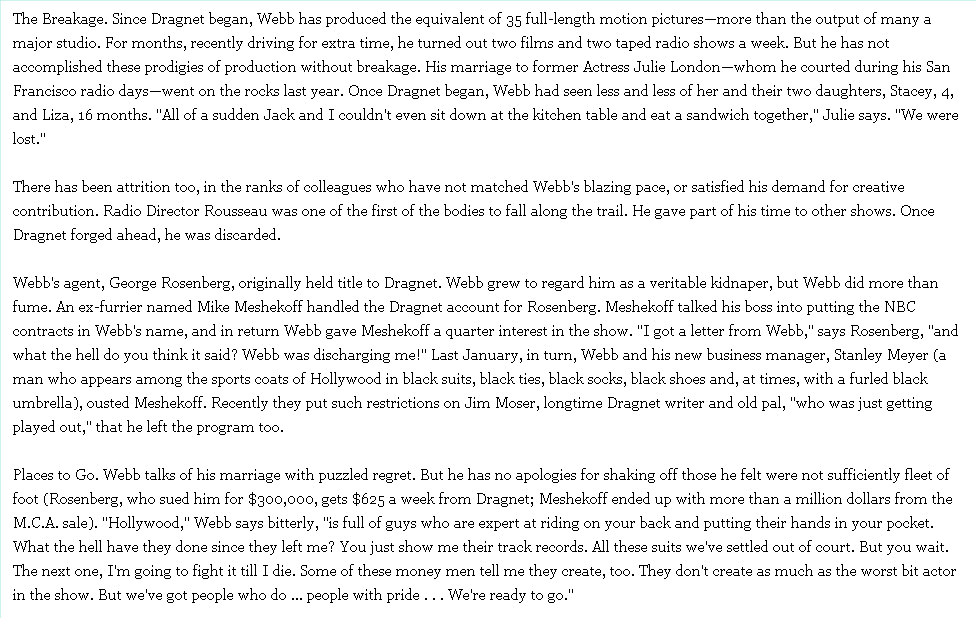 The Breakage. Since Dragnet began, Webb has produced the equivalent of 35 full-length motion pictures—more than the output of many a
major studio. For months, recently driving for extra time, he turned out two films and two taped radio shows a week. But he has not
accomplished these prodigies of production without breakage. His marriage to former Actress Julie London—whom he courted during his San
Francisco radio days—went on the rocks last year. Once Dragnet began, Webb had seen less and less of her and their two daughters, Stacey, 4,
and Liza, 16 months. "All of a sudden Jack and I couldn't even sit down at the kitchen table and eat a sandwich together," Julie says. "We were
lost."
There has been attrition too, in the ranks of colleagues who have not matched Webb's blazing pace, or satisfied his demand for creative
contribution. Radio Director Rousseau was one of the first of the bodies to fall along the trail. He gave part of his time to other shows. Once
Dragnet forged ahead, he was discarded.
Webb's agent, George Rosenberg, originally held title to Dragnet. Webb grew to regard him as a veritable kidnaper, but Webb did more than
fume. An ex-furrier named Mike Meshekoff handled the Dragnet account for Rosenberg. Meshekoff talked his boss into putting the NBC
contracts in Webb's name, and in return Webb gave Meshekoff a quarter interest in the show. "I got a letter from Webb," says Rosenberg, "and
what the hell do you think it said? Webb was discharging me!" Last January, in turn, Webb and his new business manager, Stanley Meyer (a
man who appears among the sports coats of Hollywood in black suits, black ties, black socks, black shoes and, at times, with a furled black
umbrella), ousted Meshekoff. Recently they put such restrictions on Jim Moser, longtime Dragnet writer and old pal, "who was just getting
played out," that he left the program too.
Places to Go. Webb talks of his marriage with puzzled regret. But he has no apologies for shaking off those he felt were not sufficiently fleet of
foot (Rosenberg, who sued him for $300,000, gets $625 a week from Dragnet; Meshekoff ended up with more than a million dollars from the
M.C.A. sale). "Hollywood," Webb says bitterly, "is full of guys who are expert at riding on your back and putting their hands in your pocket.
What the hell have they done since they left me? You just show me their track records. All these suits we've settled out of court. But you wait.
The next one, I'm going to fight it till I die. Some of these money men tell me they create, too. They don't create as much as the worst bit actor
in the show. But we've got people who do ... people with pride . . . We're ready to go."